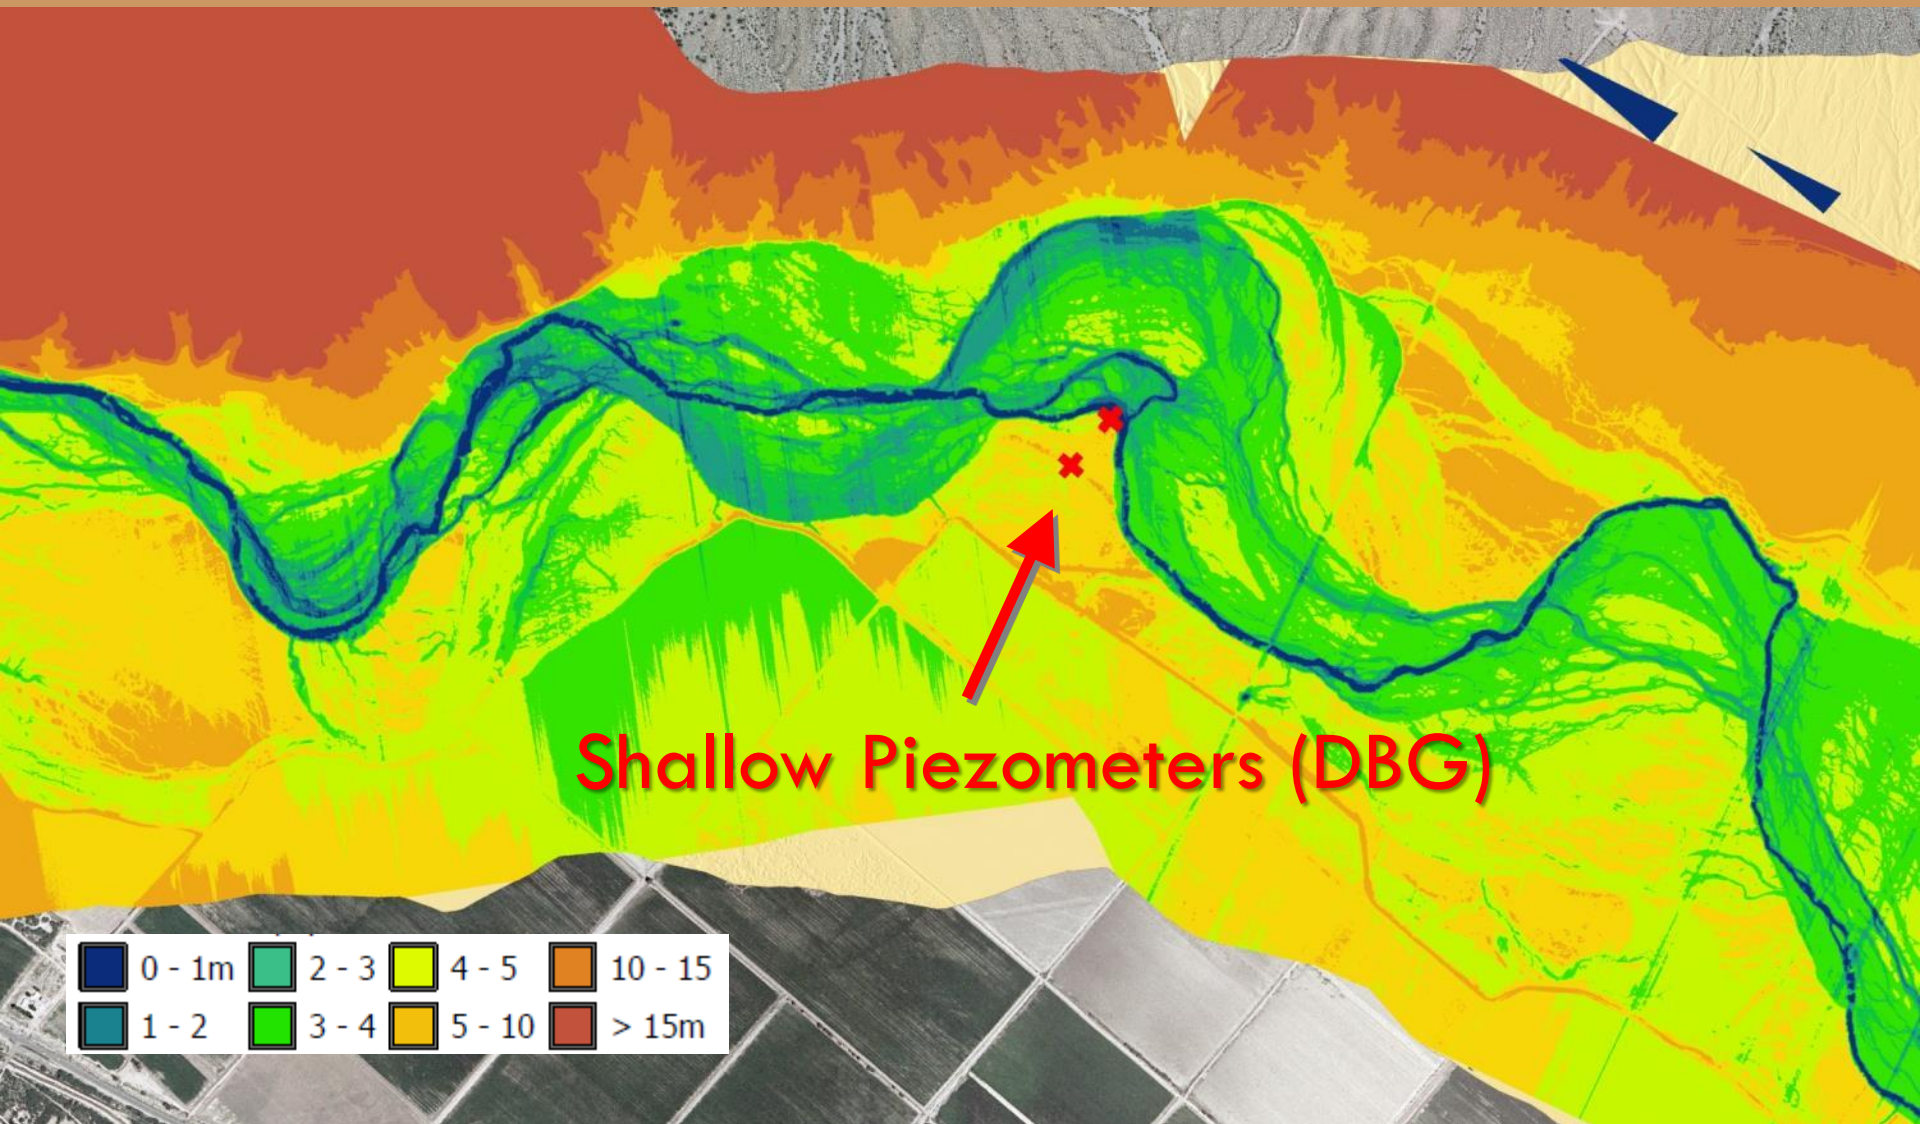 Shallow Piezometers (DBG)
0 - 1m 2 - 3 4 - 5 10 - 15
1 - 2 3 - 4 5 - 10 > 15m